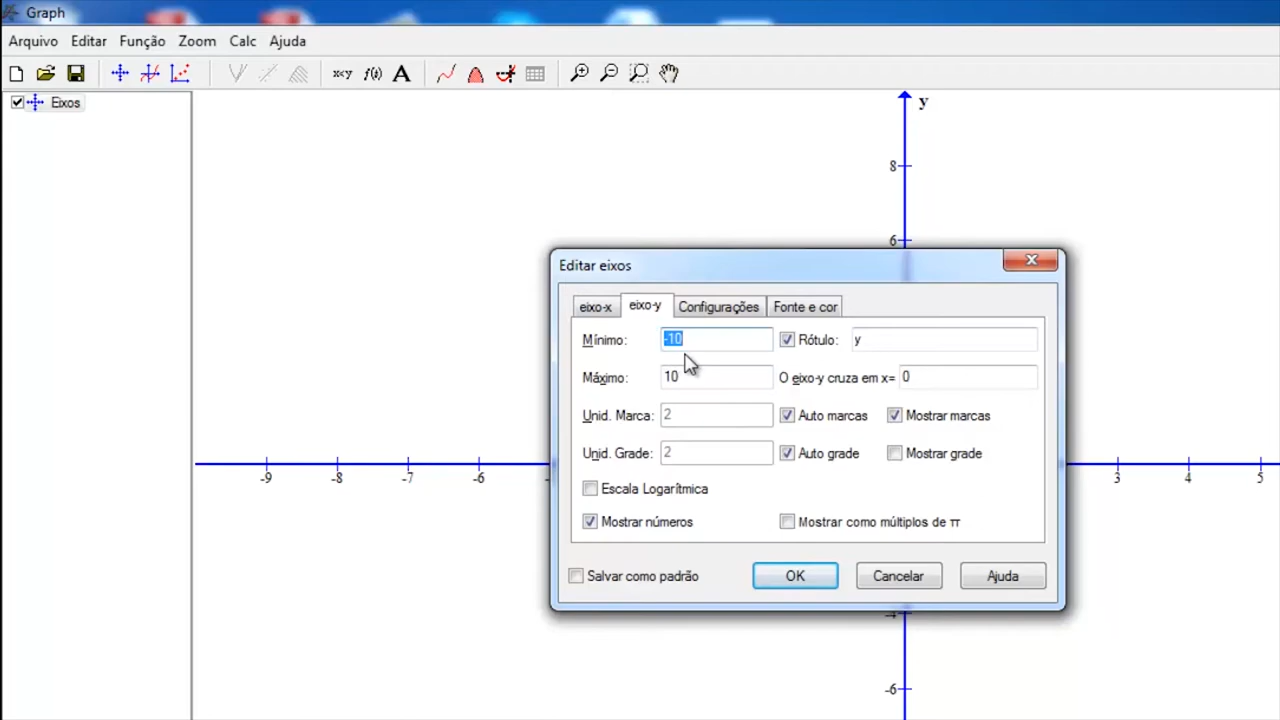 Graph
Arquivo Editar Função Zoom Calc Ajuda
x<y f(x) A
Eixos
y
8
6
Editar eixos
eixo-x eixo-y Configurações Fonte e cor
Mínimo: -10 Rótulo: y
Máximo: 10 O eixo-y cruza em x= 0
Unid. Marca: 2 Auto marcas Mostrar marcas
Unid. Grade: 2 Auto grade Mostrar grade
-9 -8 -7 -6 3 4 5
Escala Logarítmica
Mostrar números Mostrar como múltiplos de π
Salvar como padrão OK Cancelar Ajuda
-6